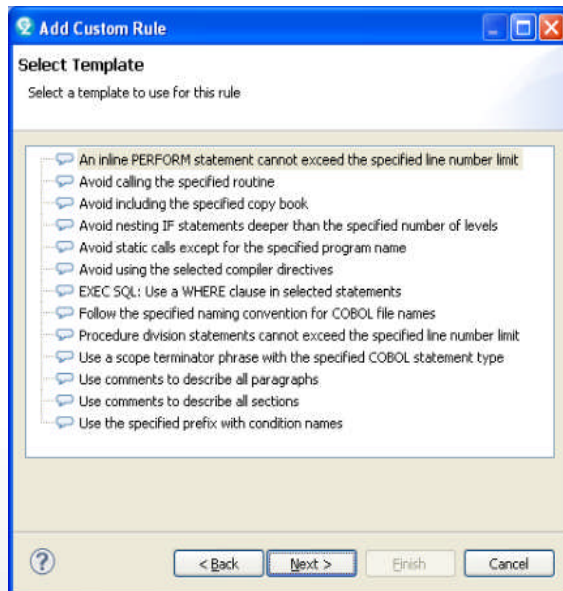 Add Custom Rule
Select Template
Select a template to use for this rule
An inline PERFORM statement cannot exceed the specified line number limit
Avoid calling the specified routine
Avoid including the specified copy book
Avoid nesting IF statements deeper than the specified number of levels
Avoid static calls except for the specified program name
Avoid using the selected compiler directives
EXEC SQL: Use a WHERE clause in selected statements
Follow the specified naming convention for COBOL file names
Procedure division statements cannot exceed the specified line number limit
Use a scope terminator phrase with the specified COBOL statement type
Use comments to describe all paragraphs
Use comments to describe all sections
Use the specified prefix with condition names
? < Back Next > Finish Cancel